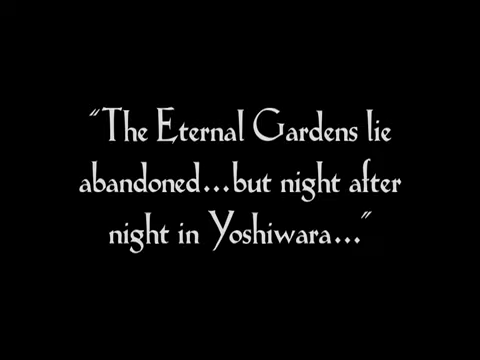 “The Eternal Gardens lie
abandoned...but night after
night in Yoshiwara...”